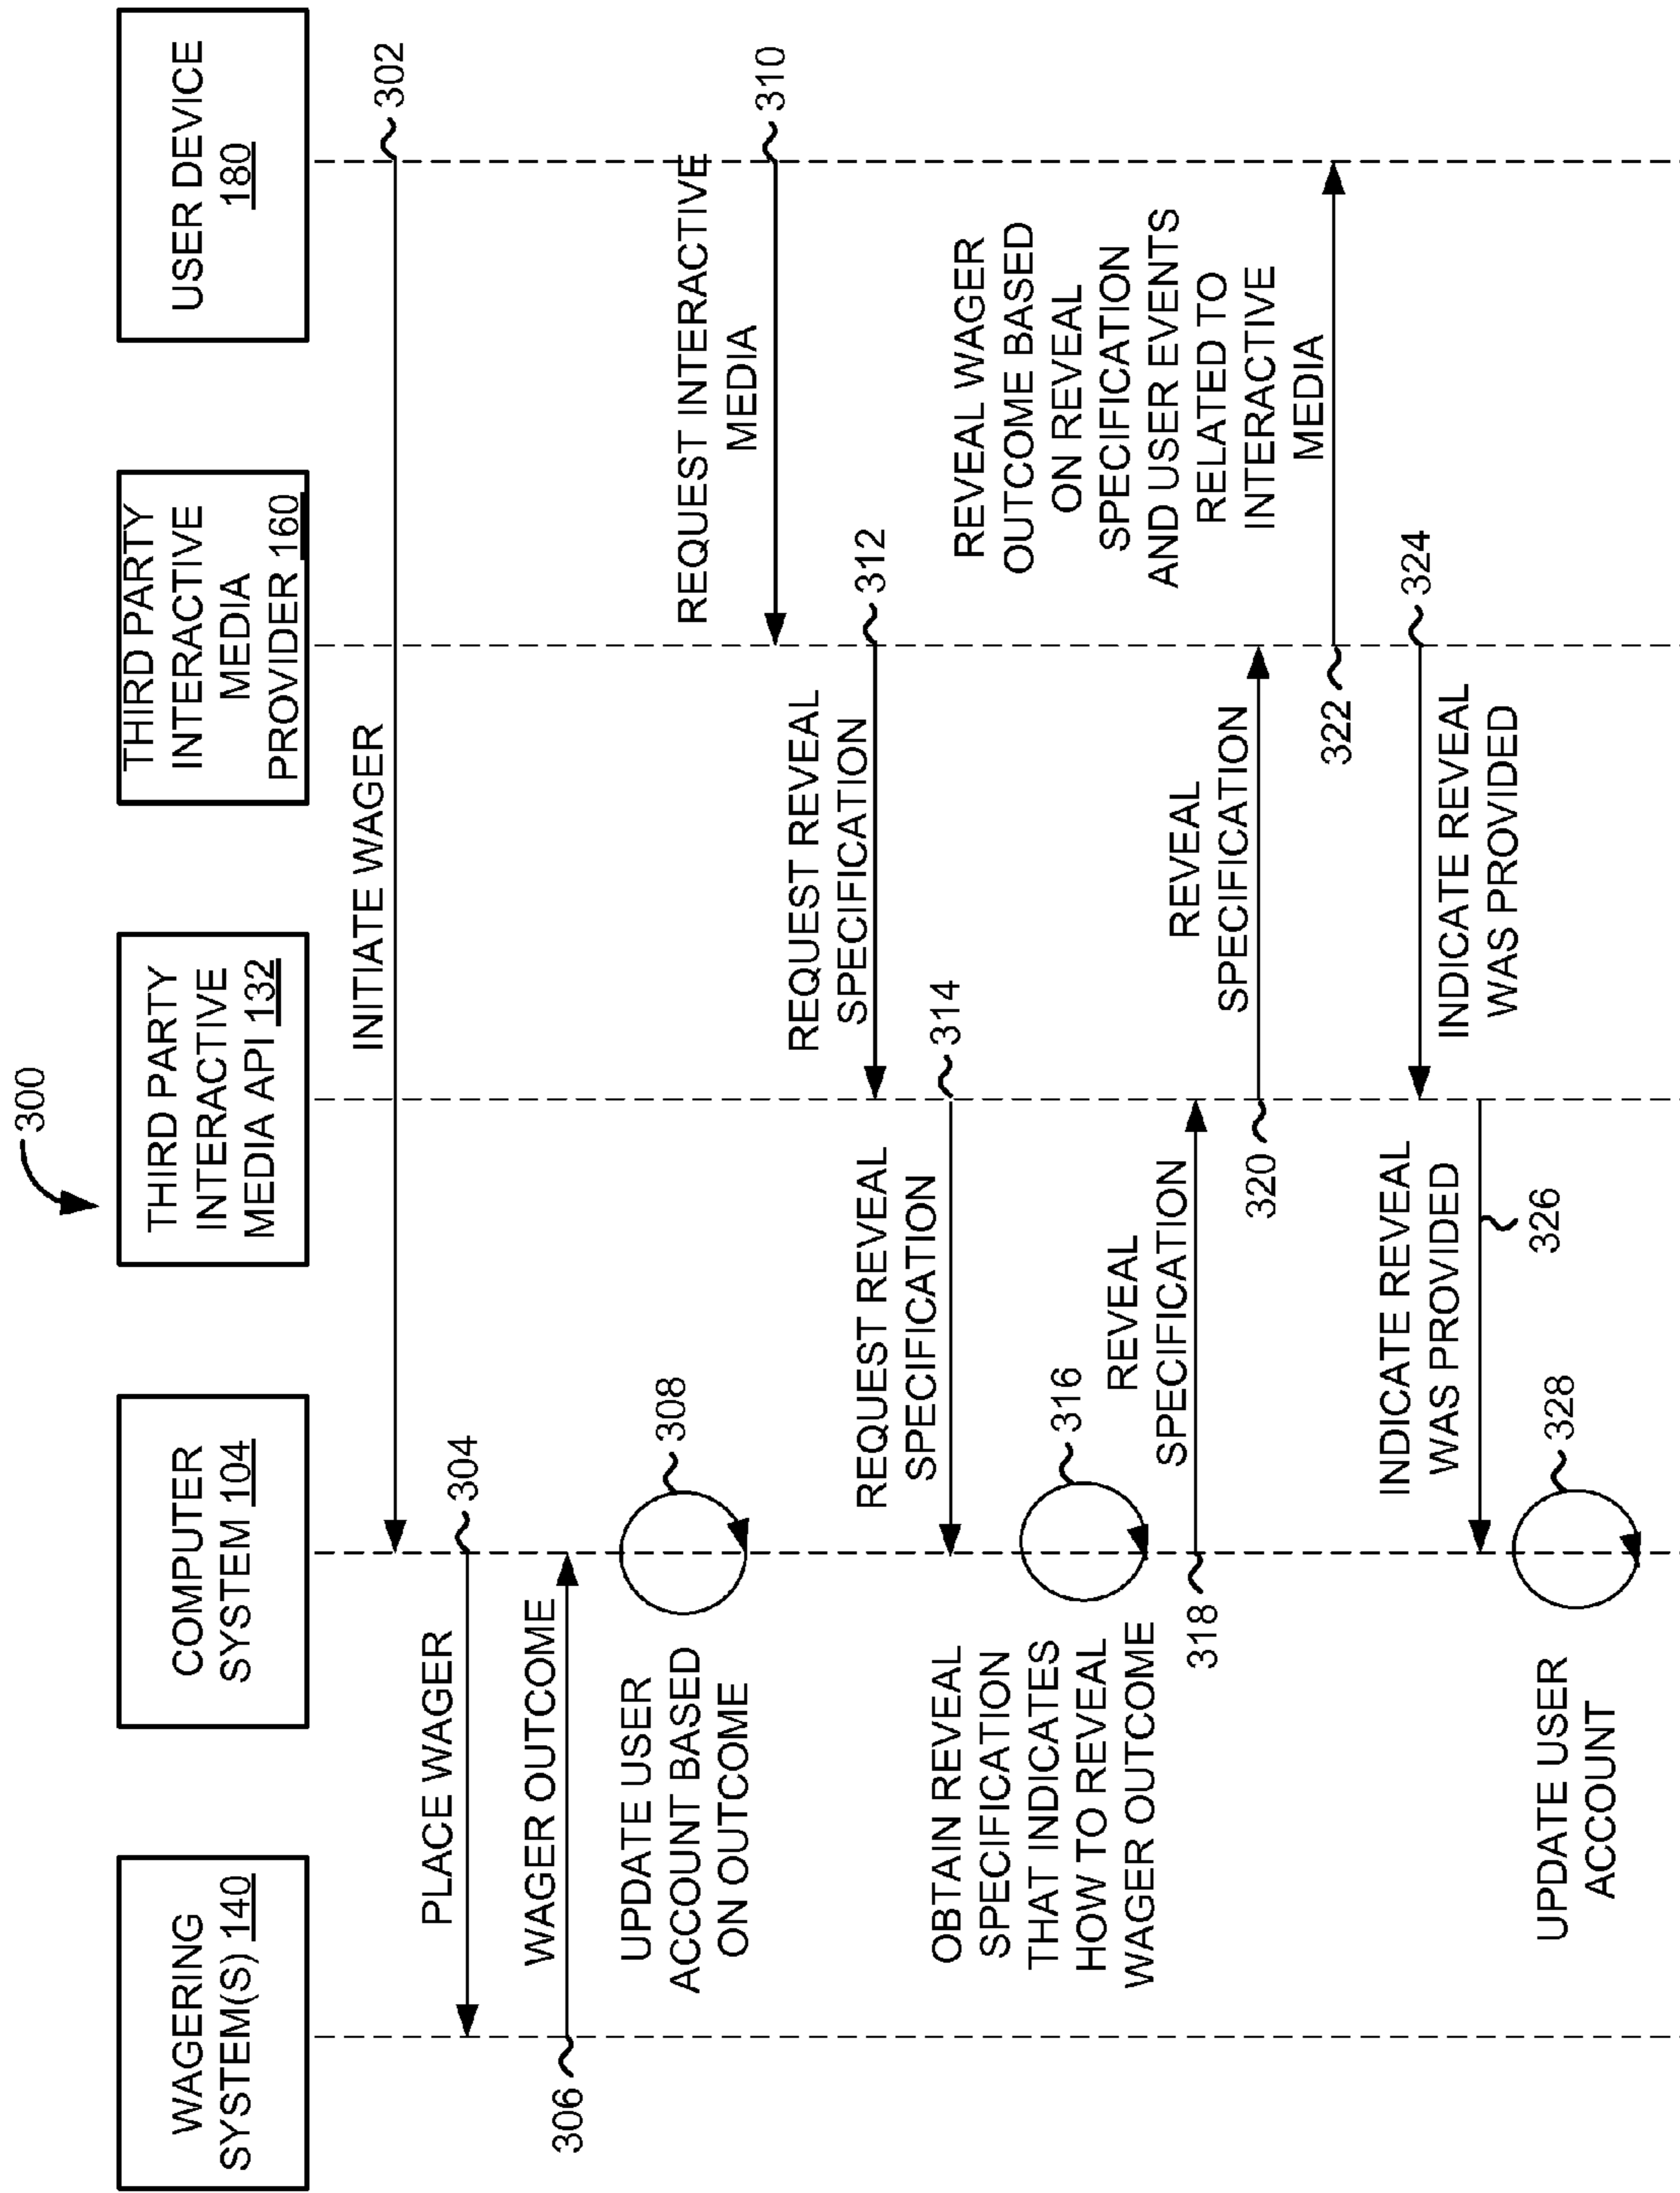 300
WAGERING
SYSTEM(S) 140
COMPUTER
SYSTEM 104
THIRD PARTY
INTERACTIVE
MEDIA API 132
THIRD PARTY
INTERACTIVE
MEDIA
PROVIDER 160
USER DEVICE
180
INITIATE WAGER
302
PLACE WAGER
304
WAGER OUTCOME
306
UPDATE USER
ACCOUNT BASED
ON OUTCOME
308
REQUEST INTERACTIVE
MEDIA
310
REQUEST REVEAL
SPECIFICATION
312
REQUEST REVEAL
SPECIFICATION
314
OBTAIN REVEAL
SPECIFICATION
THAT INDICATES
HOW TO REVEAL
WAGER OUTCOME
316
REVEAL
SPECIFICATION
318
REVEAL
SPECIFICATION
320
REVEAL WAGER
OUTCOME BASED
ON REVEAL
SPECIFICATION
AND USER EVENTS
RELATED TO
INTERACTIVE
MEDIA
322
INDICATE REVEAL
WAS PROVIDED
324
INDICATE REVEAL
WAS PROVIDED
326
UPDATE USER
ACCOUNT
328